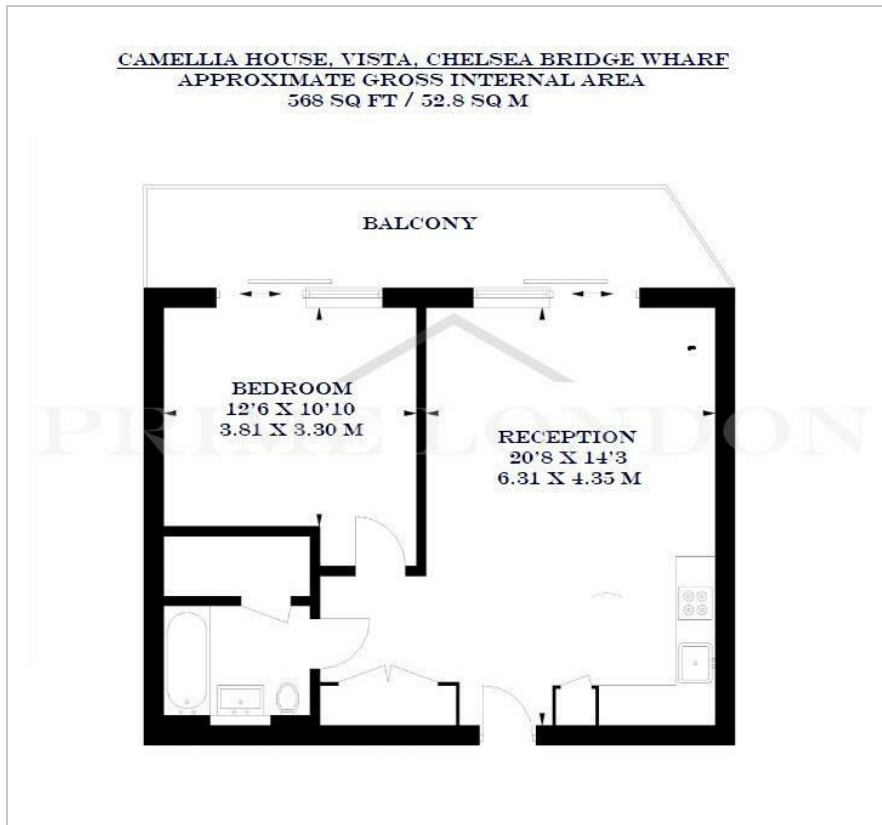 CAMELLIA HOUSE, VISTA, CHELSEA BRIDGE WHARF
APPROXIMATE GROSS INTERNAL AREA
568 SQ FT / 52.8 SQ M
BALCONY
BEDROOM
12'6 X 10'10
3.81 X 3.30 M
RECEPTION
20'8 X 14'3
6.31 X 4.35 M
PRIME LONDON